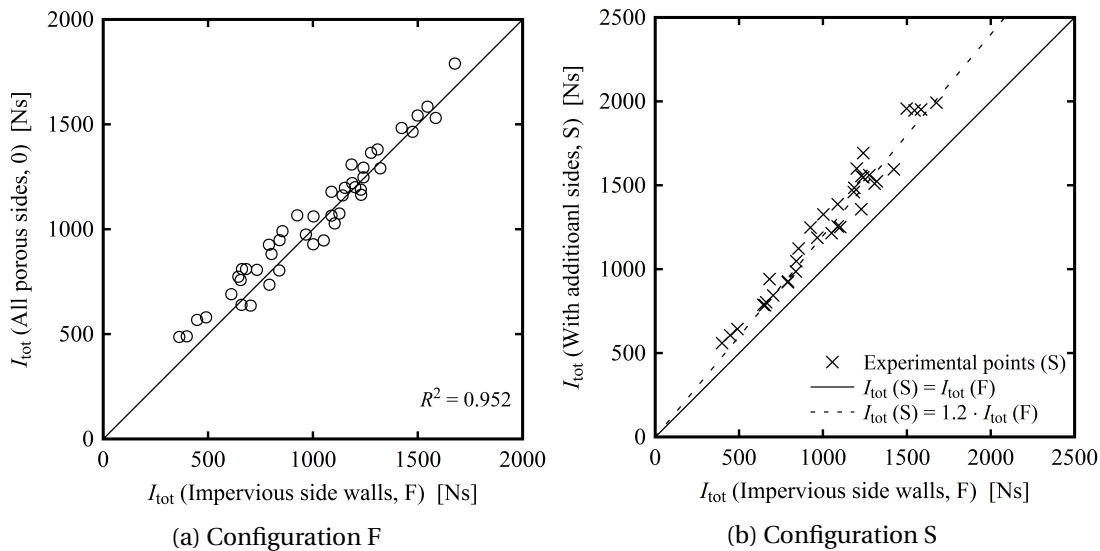 2000
1500
1000
500
0
0 500 1000 1500 2000
I_tot (All porous sides, 0) [Ns]
R² = 0.952
I_tot (Impervious side walls, F) [Ns]
(a) Configuration F
2500
2000
1500
1000
500
0
0 500 1000 1500 2000 2500
I_tot (With additioanl sides, S) [Ns]
Experimental points (S)
I_tot (S) = I_tot (F)
I_tot (S) = 1.2 · I_tot (F)
I_tot (Impervious side walls, F) [Ns]
(b) Configuration S